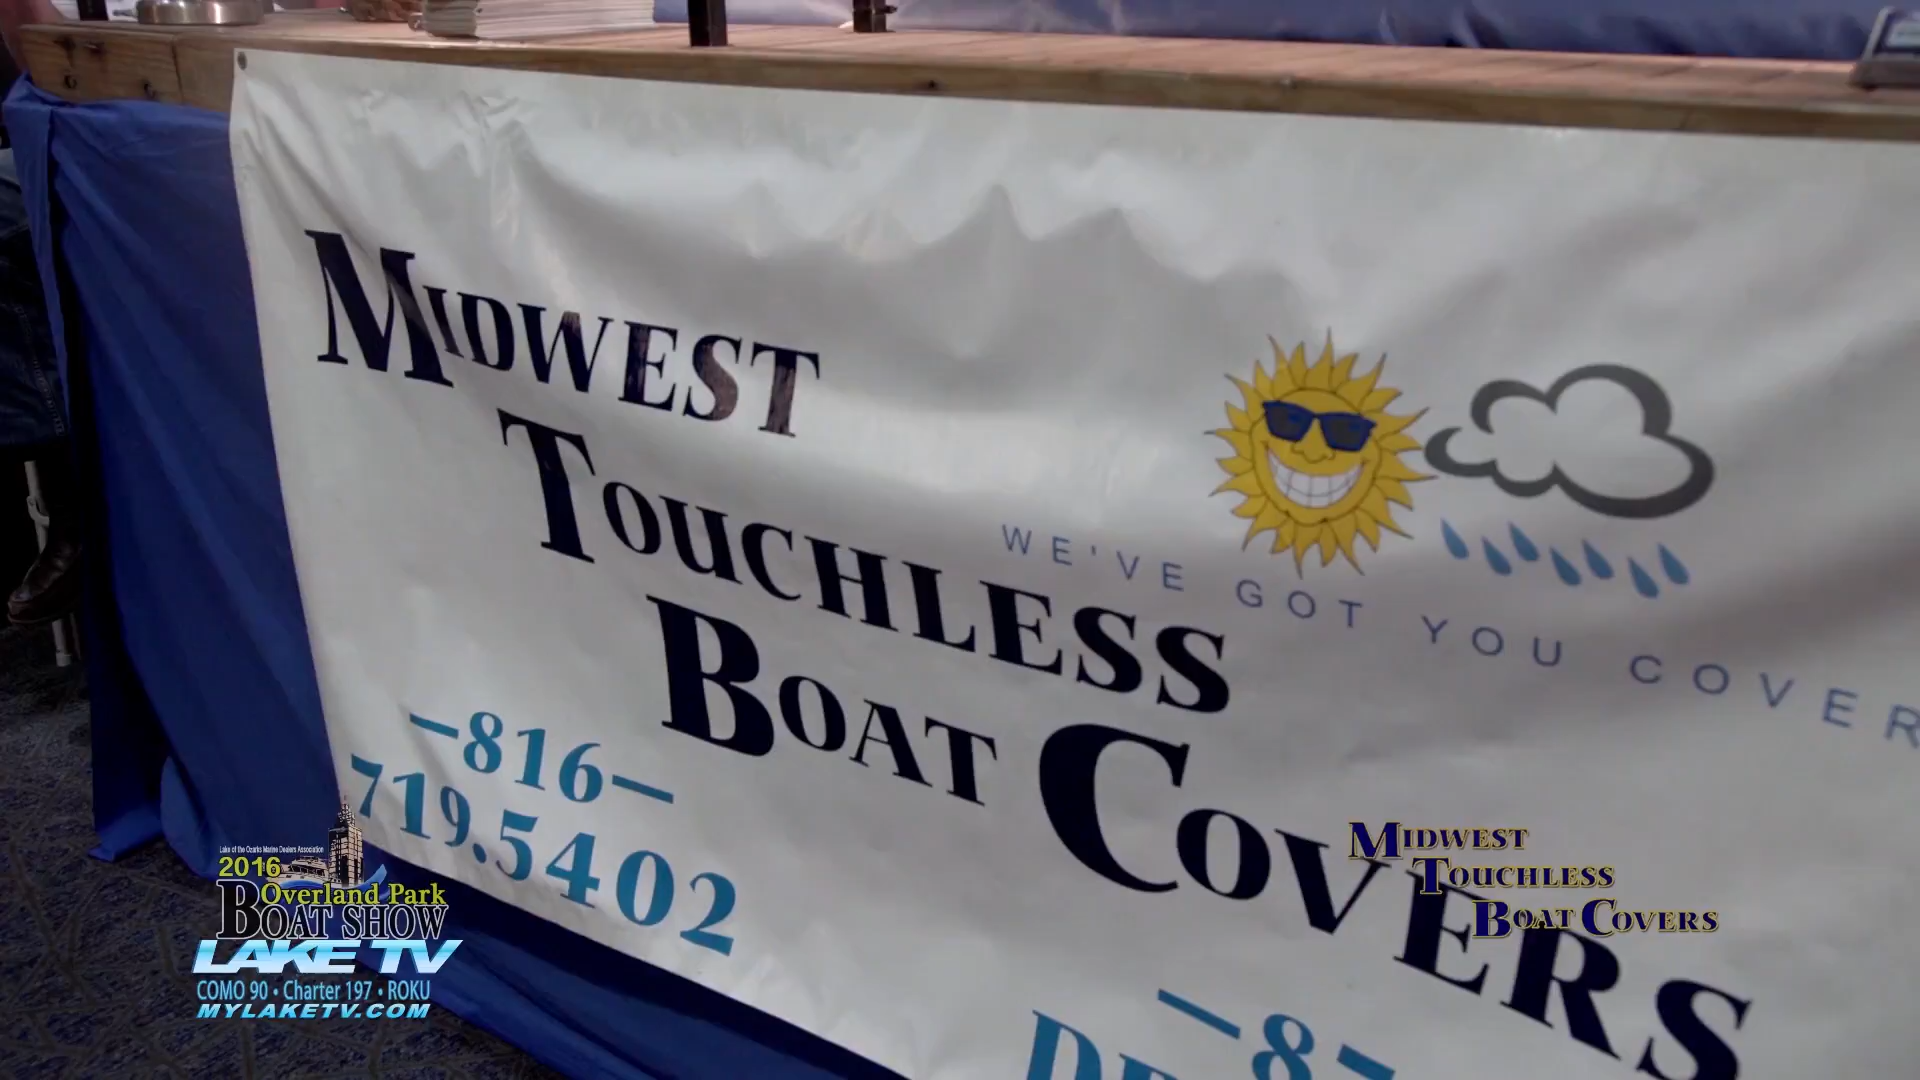 MIDWEST
TOUCHLESS
BOAT COVERS
WE'VE GOT YOU COVER
-816-
719.5402
-8-
Lake of the Ozarks Marine Dealers Association
2016
Overland Park
BOAT SHOW
LAKE TV
COMO 90 • Charter 197 • ROKU
MYLAKETV.COM
MIDWEST
TOUCHLESS
BOAT COVERS